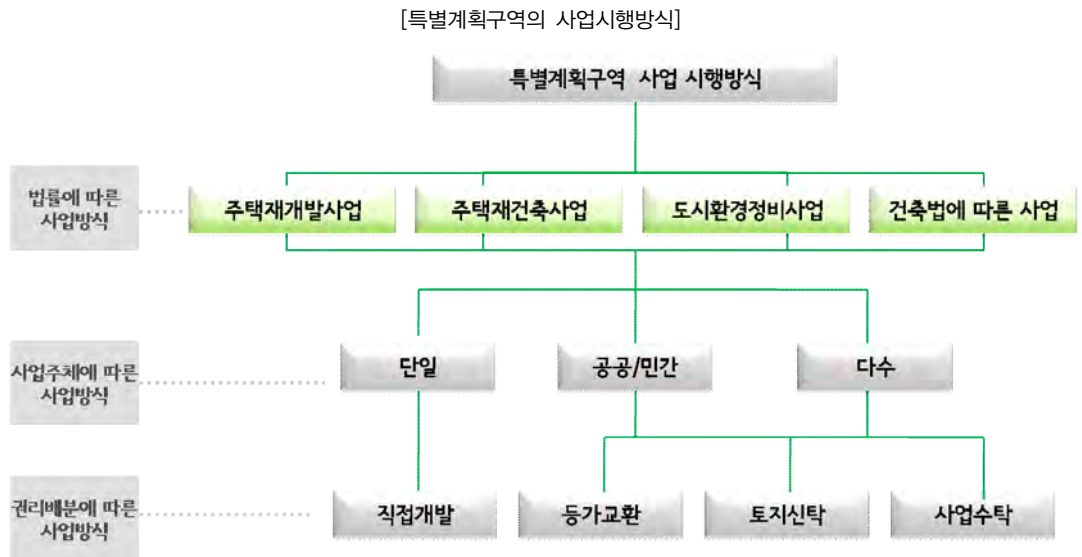 [특별계획구역의 사업시행방식]
특별계획구역 사업 시행방식
법률에 따른
사업방식
주택재개발사업
주택재건축사업
도시환경정비사업
건축법에 따른 사업
사업주체에 따른
사업방식
단일
공공/민간
다수
권리배분에 따른
사업방식
직접개발
등가교환
토지신탁
사업수탁